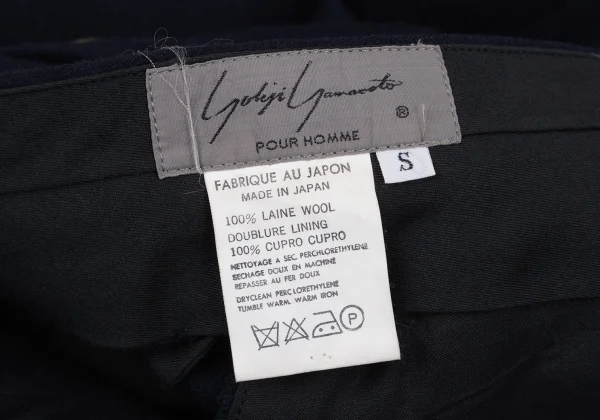 Yohji Yamamoto
®
POUR HOMME
S
FABRIQUE AU JAPON
MADE IN JAPAN
100% LAINE WOOL
DOUBLURE LINING
100% CUPRO CUPRO
NETTOYAGE A SEC PERCHLORETHYLENE
SECHAGE DOUX EN MACHINE
REPASSER AU FER DOUX
DRYCLEAN PERCLORETHYLENE
TUMBLE WARM, WARM IRON
P